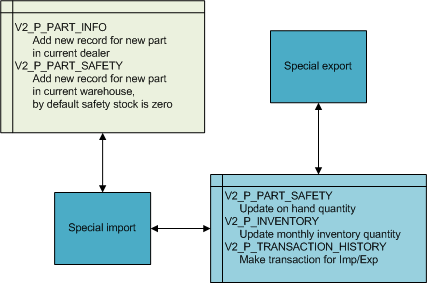 V2_P_PART_INFO
Add new record for new part
in current dealer
V2_P_PART_SAFETY
Add new record for new part
in current warehouse,
by default safety stock is zero
Special export
Special import
V2_P_PART_SAFETY
Update on hand quantity
V2_P_INVENTORY
Update monthly inventory quantity
V2_P_TRANSACTION_HISTORY
Make transaction for Imp/Exp